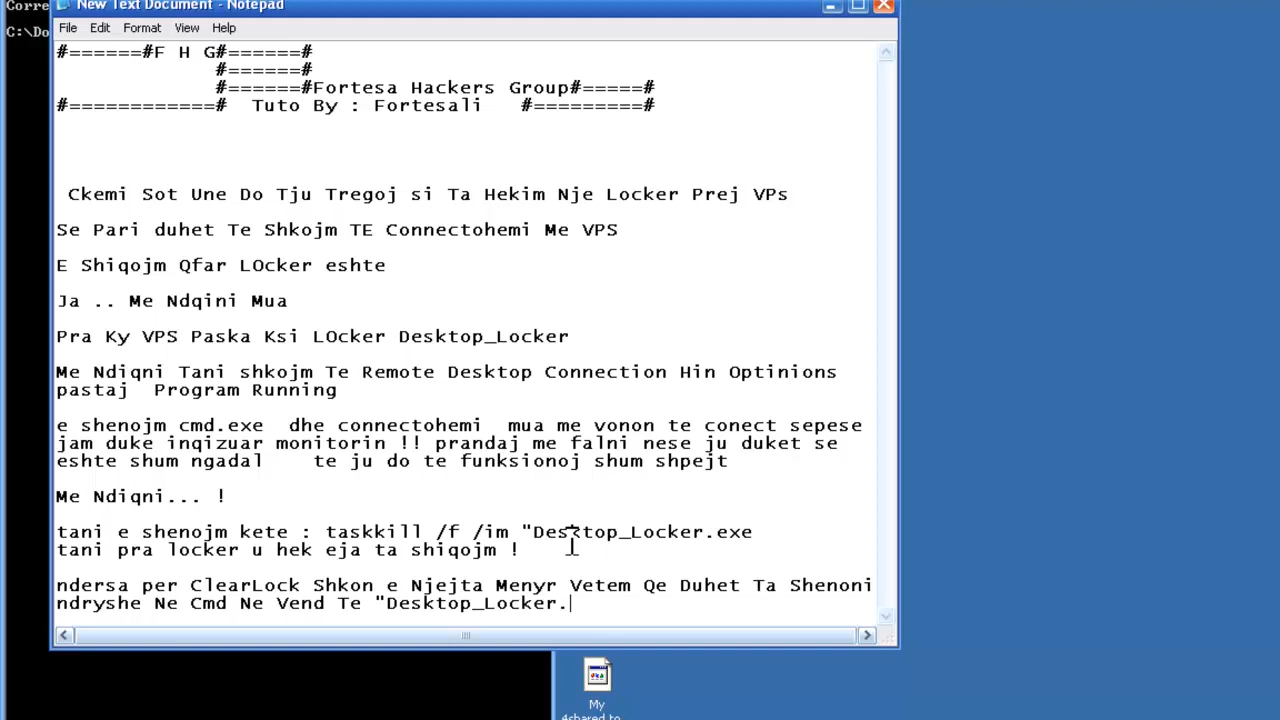 Corre
New Text Document - Notepad
C:\Do
File Edit Format View Help
#======#F H G#======#
#======#
#======#Fortesa Hackers Group#=====#
#============# Tuto By : Fortesali #=========#
Ckemi Sot Une Do Tju Tregoj si Ta Hekim Nje Locker Prej VPs
Se Pari duhet Te Shkojm TE Connectohemi Me VPS
E Shiqojm Qfar LOcker eshte
Ja .. Me Ndqini Mua
Pra Ky VPS Paska Ksi LOcker Desktop_Locker
Me Ndiqni Tani shkojm Te Remote Desktop Connection Hin Optinions
pastaj Program Running
e shenojm cmd.exe dhe connectohemi mua me vonon te conect sepese
jam duke inqizuar monitorin !! prandaj me falni nese ju duket se
eshte shum ngadal te ju do te funksionoj shum shpejt
Me Ndiqni... !
tani e shenojm kete : taskkill /f /im "Desktop_Locker.exe
tani pra locker u hek eja ta shiqojm !
ndersa per ClearLock Shkon e Njejta Menyr Vetem Qe Duhet Ta Shenoni
ndryshe Ne Cmd Ne Vend Te "Desktop_Locker.
My
4shared to